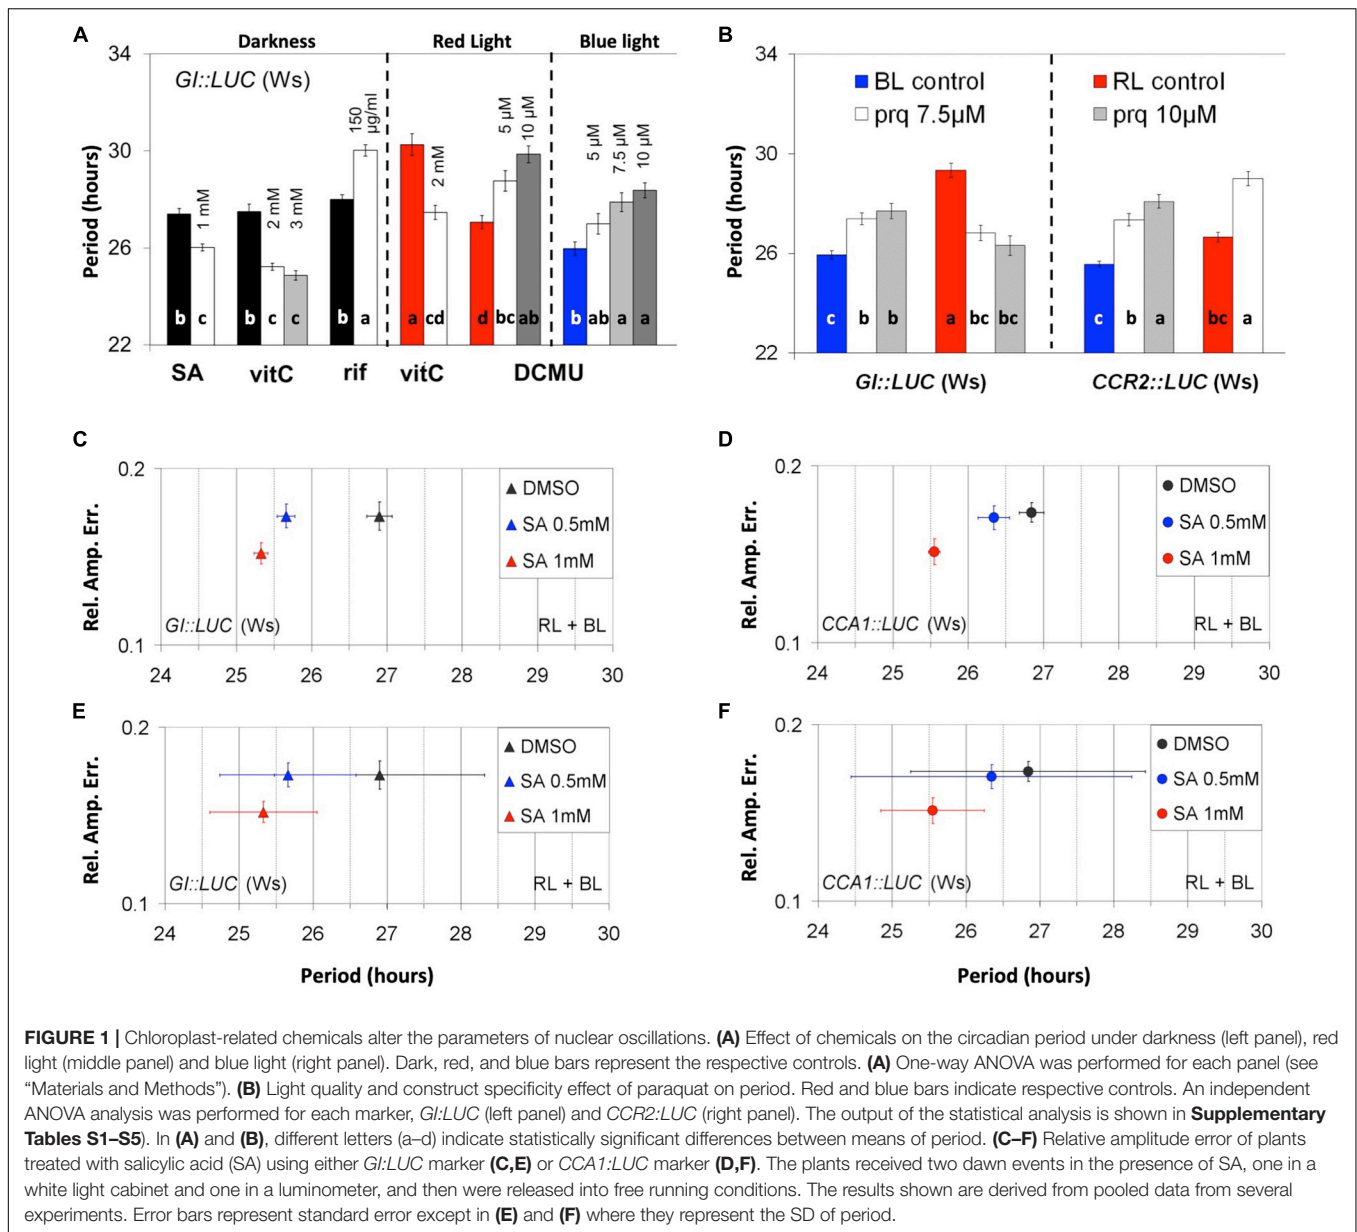 A
Darkness
Red Light
Blue light
34
30
26
22
Period (hours)
GI::LUC (Ws)
1 mM
2 mM
3 mM
150 µg/ml
2 mM
5 µM
10 µM
5 µM
7.5 µM
10 µM
b c b c c b a a cd d bc ab b ab a a
SA vitC rif vitC DCMU
B
34
30
26
22
Period (hours)
BL control
RL control
prq 7.5µM
prq 10µM
c b b a bc bc c b a bc a
GI::LUC (Ws) CCR2::LUC (Ws)
C
0.2
0.1
Rel. Amp. Err.
DMSO
SA 0.5mM
SA 1mM
GI::LUC (Ws)
RL + BL
24 25 26 27 28 29 30
D
0.2
0.1
Rel. Amp. Err.
DMSO
SA 0.5mM
SA 1mM
CCA1::LUC (Ws)
RL + BL
24 25 26 27 28 29 30
E
0.2
0.1
Rel. Amp. Err.
DMSO
SA 0.5mM
SA 1mM
GI::LUC (Ws)
RL + BL
24 25 26 27 28 29 30
Period (hours)
F
0.2
0.1
Rel. Amp. Err.
DMSO
SA 0.5mM
SA 1mM
CCA1::LUC (Ws)
RL + BL
24 25 26 27 28 29 30
Period (hours)
FIGURE 1 | Chloroplast-related chemicals alter the parameters of nuclear oscillations. (A) Effect of chemicals on the circadian period under darkness (left panel), red
light (middle panel) and blue light (right panel). Dark, red, and blue bars represent the respective controls. (A) One-way ANOVA was performed for each panel (see
“Materials and Methods”). (B) Light quality and construct specificity effect of paraquat on period. Red and blue bars indicate respective controls. An independent
ANOVA analysis was performed for each marker, GI:LUC (left panel) and CCR2:LUC (right panel). The output of the statistical analysis is shown in Supplementary
Tables S1–S5). In (A) and (B), different letters (a–d) indicate statistically significant differences between means of period. (C–F) Relative amplitude error of plants
treated with salicylic acid (SA) using either GI:LUC marker (C,E) or CCA1:LUC marker (D,F). The plants received two dawn events in the presence of SA, one in a
white light cabinet and one in a luminometer, and then were released into free running conditions. The results shown are derived from pooled data from several
experiments. Error bars represent standard error except in (E) and (F) where they represent the SD of period.